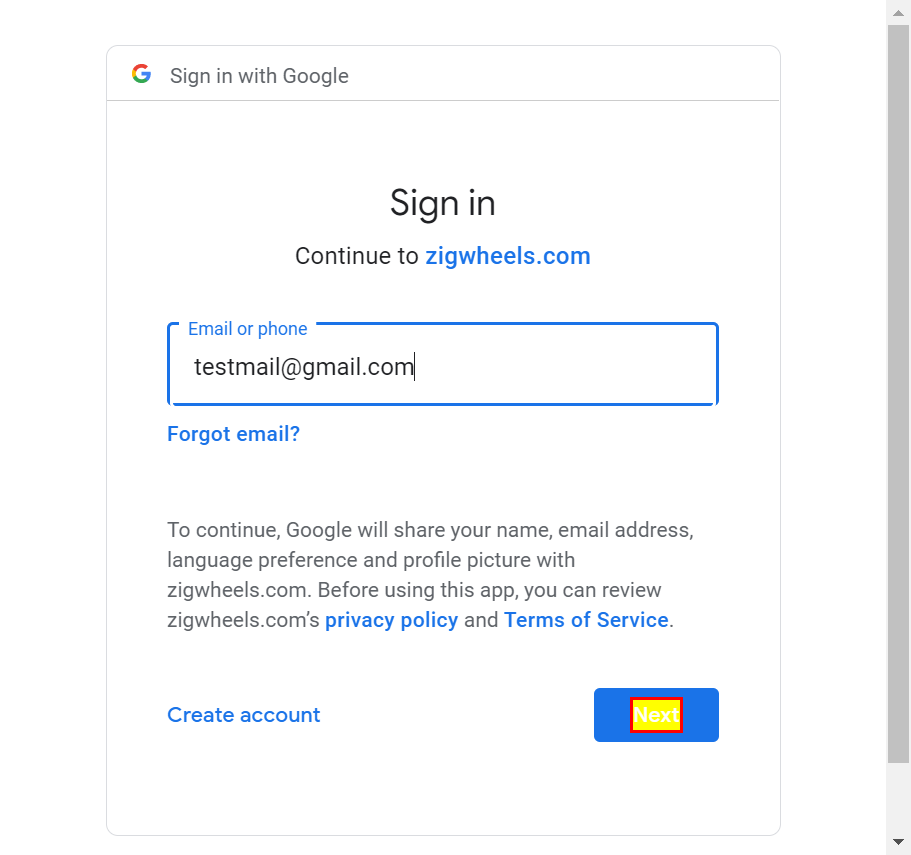 Sign in with Google
Sign in
Continue to zigwheels.com
Email or phone
testmail@gmail.com
Forgot email?
To continue, Google will share your name, email address,
language preference and profile picture with
zigwheels.com. Before using this app, you can review
zigwheels.com’s privacy policy and Terms of Service.
Create account
Next